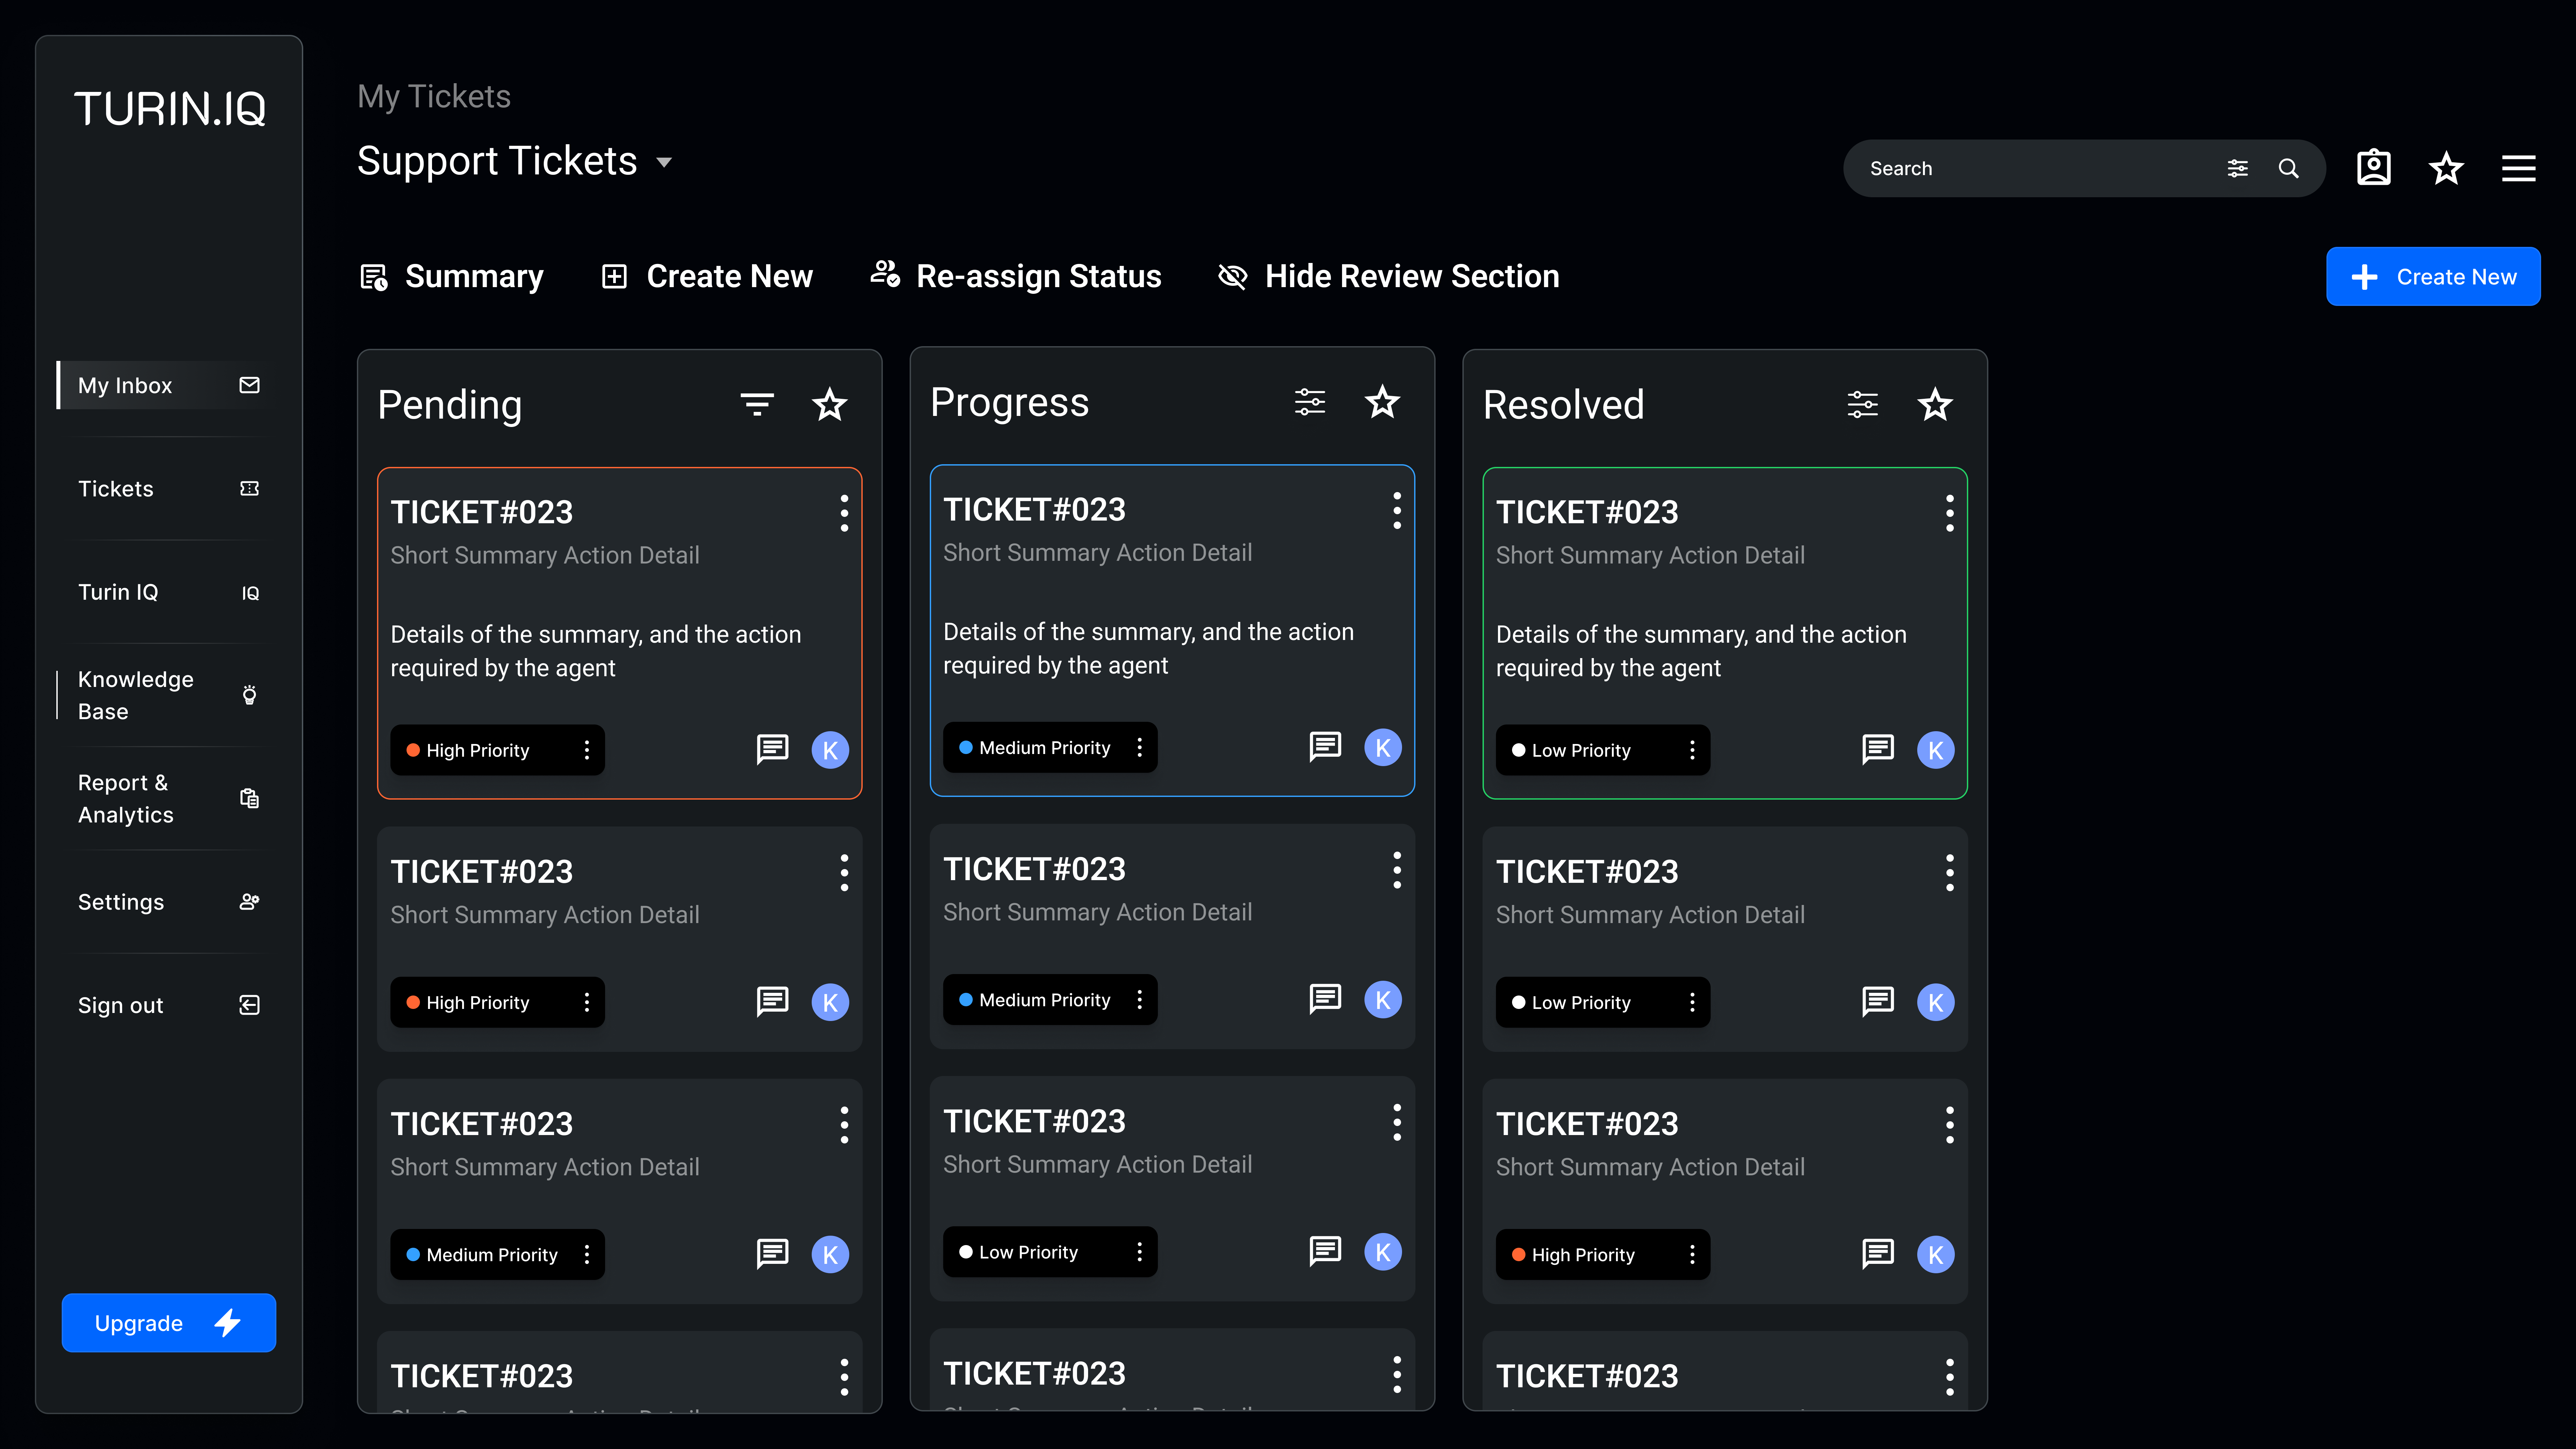 TURIN.IQ
My Inbox
Tickets
Turin IQ
IQ
Knowledge
Base
Report &
Analytics
Settings
Sign out
Upgrade
My Tickets
Support Tickets
Search
Summary
Create New
Re-assign Status
Hide Review Section
Create New
Pending
TICKET#023
Short Summary Action Detail
Details of the summary, and the action
required by the agent
High Priority
K
TICKET#023
Short Summary Action Detail
High Priority
K
TICKET#023
Short Summary Action Detail
Medium Priority
K
TICKET#023
Progress
TICKET#023
Short Summary Action Detail
Details of the summary, and the action
required by the agent
Medium Priority
K
TICKET#023
Short Summary Action Detail
Medium Priority
K
TICKET#023
Short Summary Action Detail
Low Priority
K
TICKET#023
Resolved
TICKET#023
Short Summary Action Detail
Details of the summary, and the action
required by the agent
Low Priority
K
TICKET#023
Short Summary Action Detail
Low Priority
K
TICKET#023
Short Summary Action Detail
High Priority
K
TICKET#023